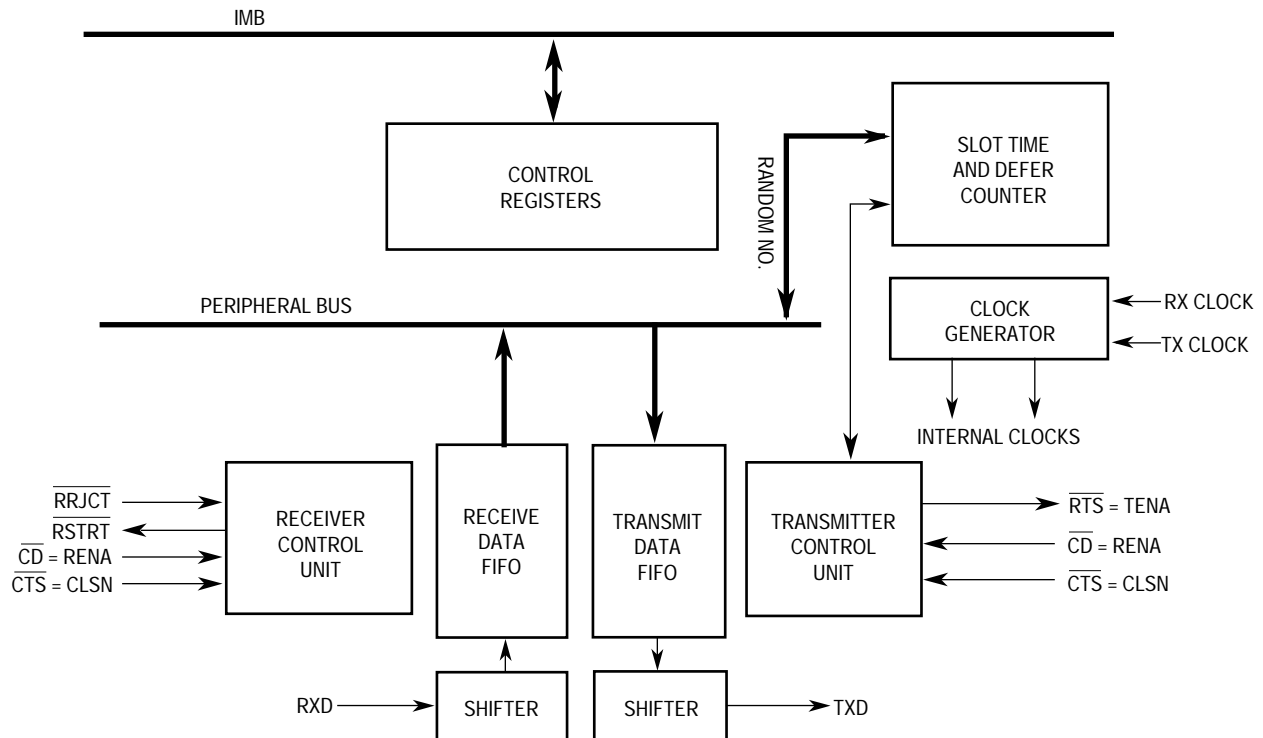 IMB
CONTROL
REGISTERS
RANDOM NO.
SLOT TIME
AND DEFER
COUNTER
PERIPHERAL BUS
CLOCK
GENERATOR
RX CLOCK
TX CLOCK
INTERNAL CLOCKS
RRJCT
RSTRT
CD = RENA
CTS = CLSN
RECEIVER
CONTROL
UNIT
RECEIVE
DATA
FIFO
TRANSMIT
DATA
FIFO
TRANSMITTER
CONTROL
UNIT
RTS = TENA
CD = RENA
CTS = CLSN
RXD
SHIFTER
SHIFTER
TXD